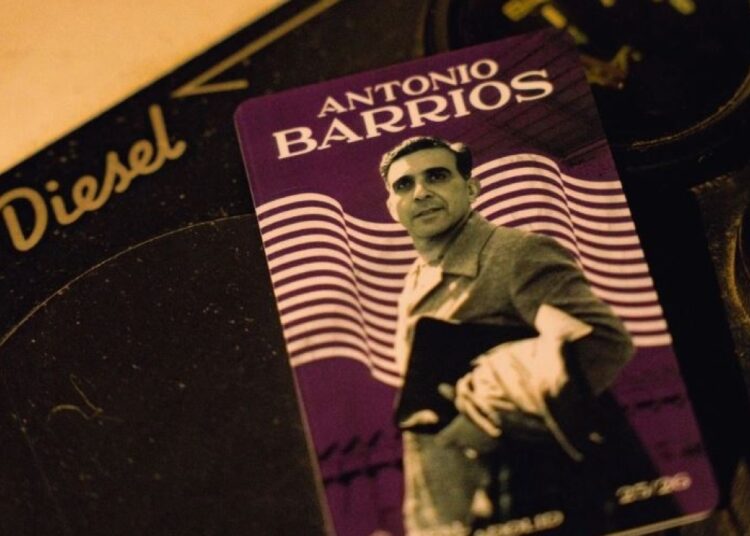 Diesel
ANTONIO
BARRIOS
25/26